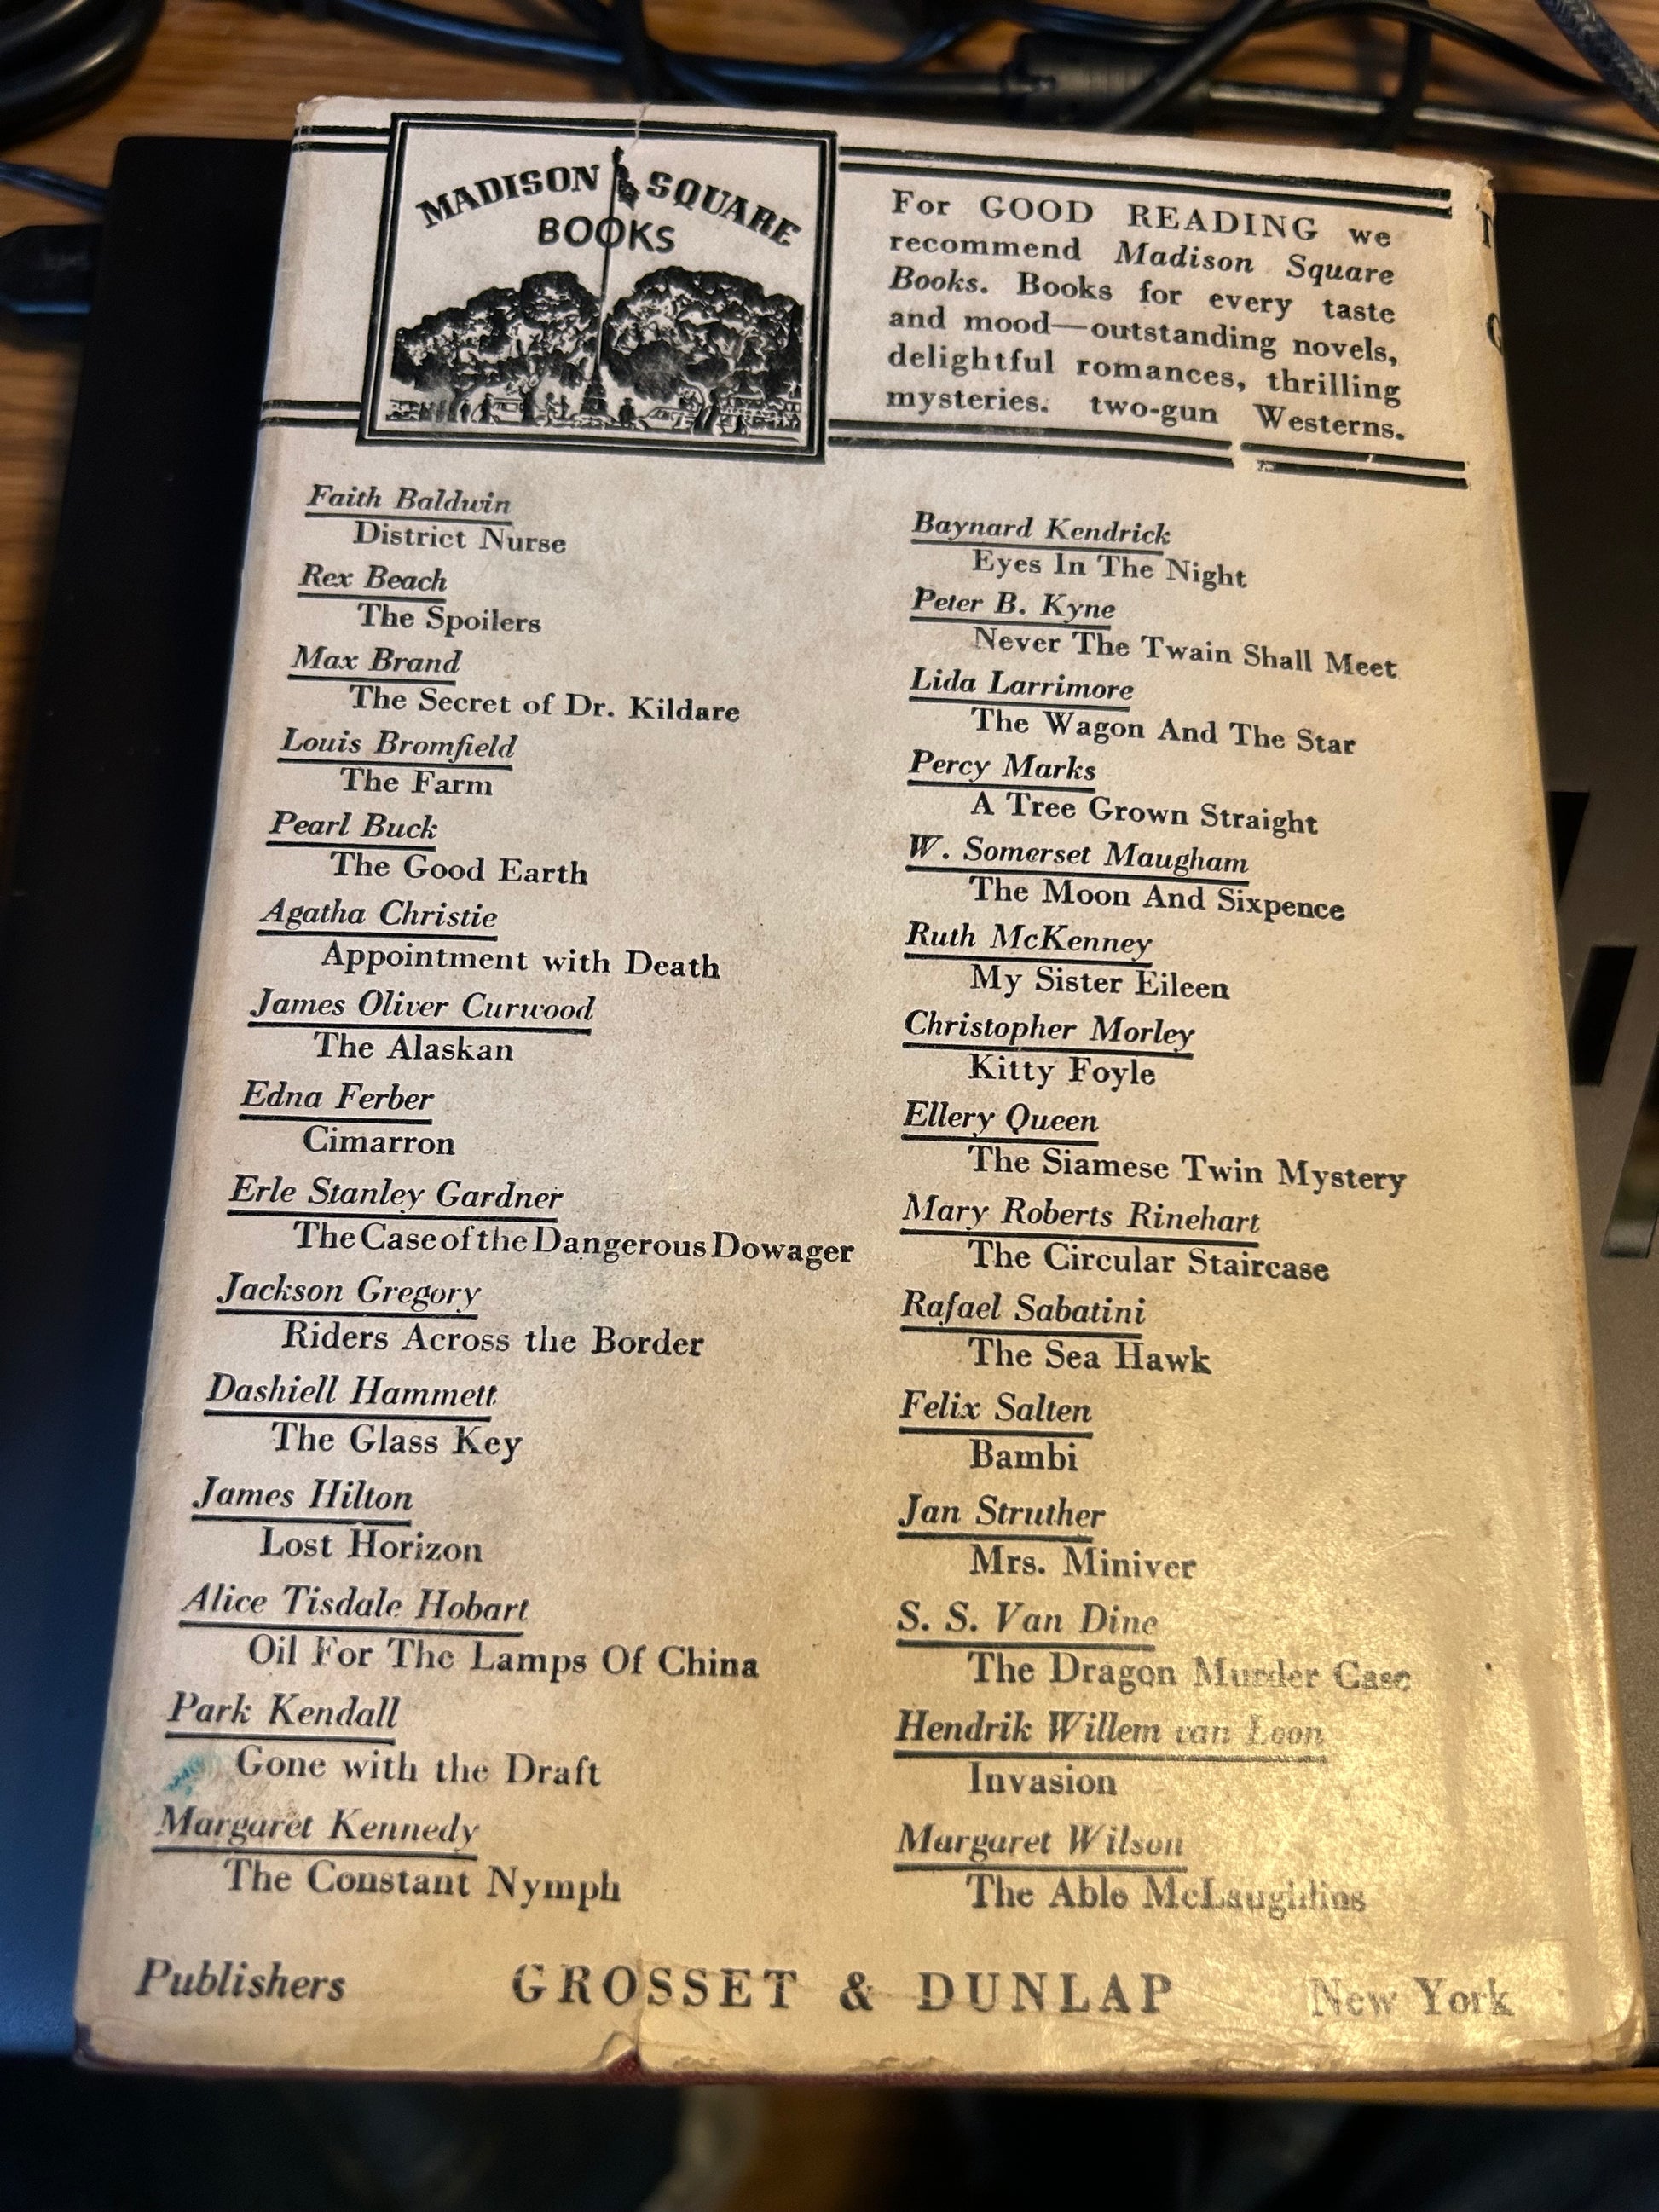 MADISON SQUARE
BOOKS
For GOOD READING we
recommend Madison Square
Books. Books for every taste
and mood—outstanding novels,
delightful romances, thrilling
mysteries. two-gun Westerns.
Faith Baldwin
District Nurse
Rex Beach
The Spoilers
Max Brand
The Secret of Dr. Kildare
Louis Bromfield
The Farm
Pearl Buck
The Good Earth
Agatha Christie
Appointment with Death
James Oliver Curwood
The Alaskan
Edna Ferber
Cimarron
Erle Stanley Gardner
The Case of the Dangerous Dowager
Jackson Gregory
Riders Across the Border
Dashiell Hammett
The Glass Key
James Hilton
Lost Horizon
Alice Tisdale Hobart
Oil For The Lamps Of China
Park Kendall
Gone with the Draft
Margaret Kennedy
The Constant Nymph
Baynard Kendrick
Eyes In The Night
Peter B. Kyne
Never The Twain Shall Meet
Lida Larrimore
The Wagon And The Star
Percy Marks
A Tree Grown Straight
W. Somerset Maugham
The Moon And Sixpence
Ruth McKenney
My Sister Eileen
Christopher Morley
Kitty Foyle
Ellery Queen
The Siamese Twin Mystery
Mary Roberts Rinehart
The Circular Staircase
Rafael Sabatini
The Sea Hawk
Felix Salten
Bambi
Jan Struther
Mrs. Miniver
S. S. Van Dine
The Dragon Murder Case
Hendrik Willem van Loon
Invasion
Margaret Wilson
The Able McLaughlins
Publishers GROSSET & DUNLAP New York